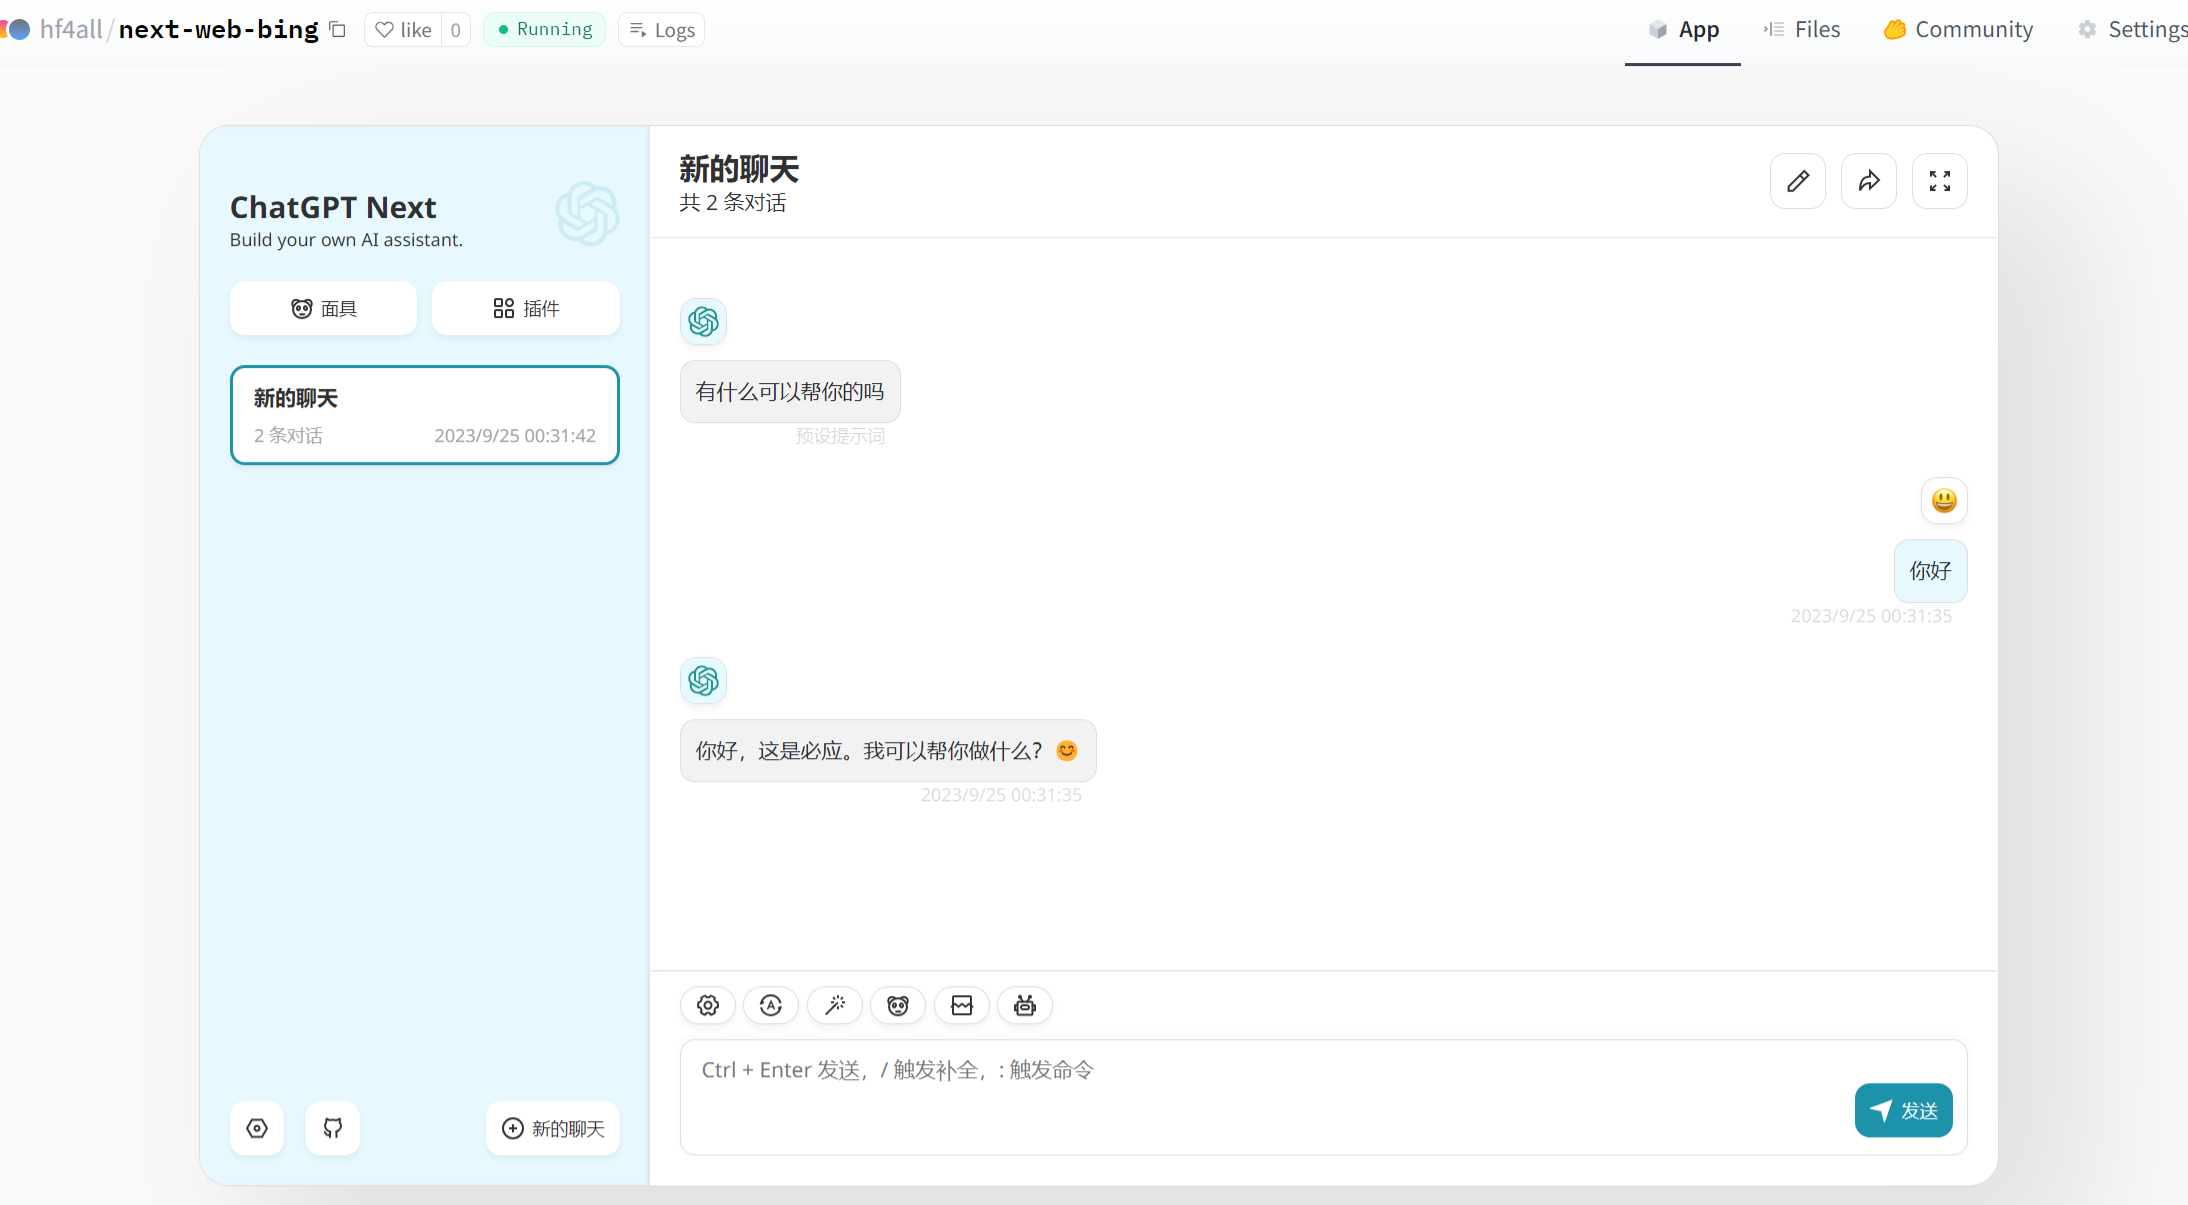 hf4all/next-web-bing
like 0
Running
Logs
App
Files
Community
Settings
ChatGPT Next
Build your own AI assistant.
面具
插件
新的聊天
2 条对话 2023/9/25 00:31:42
新的聊天
新的聊天
共 2 条对话
有什么可以帮你的吗
预设提示词
你好
2023/9/25 00:31:35
你好，这是必应。我可以帮你做什么？😊
2023/9/25 00:31:35
Ctrl + Enter 发送，/ 触发补全，: 触发命令
发送